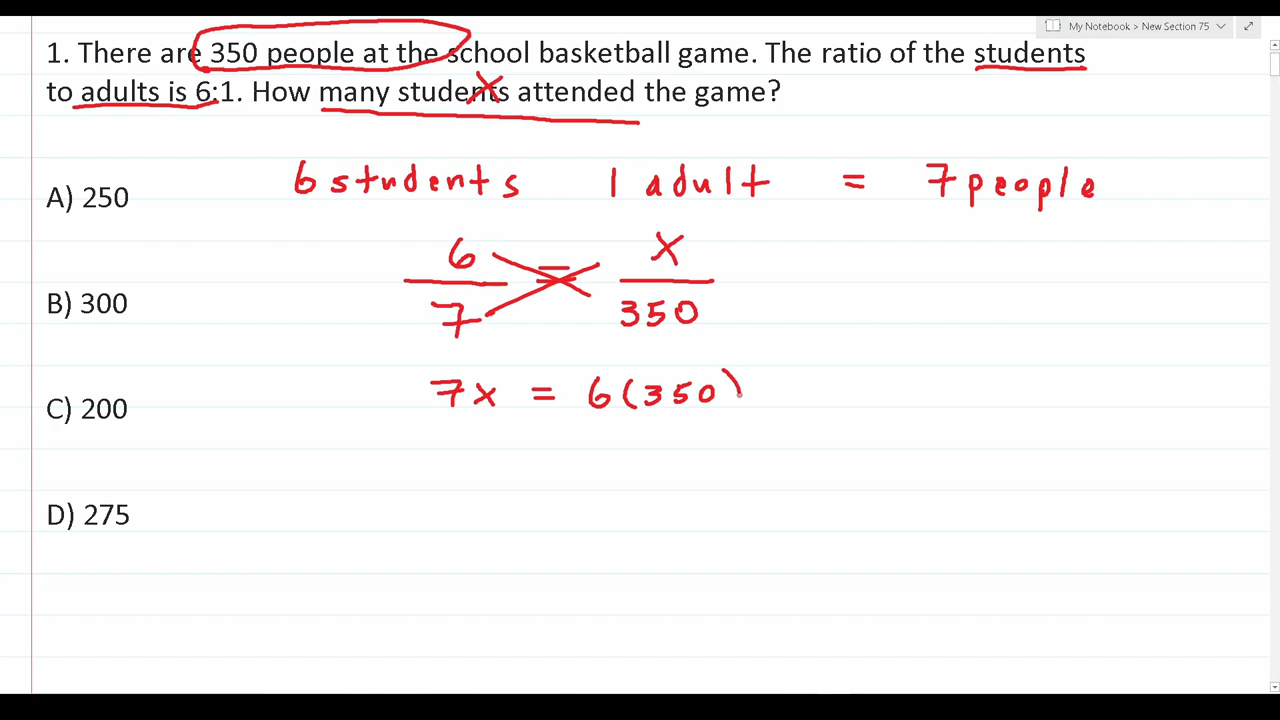 My Notebook > New Section 75
1. There are 350 people at the school basketball game. The ratio of the students
to adults is 6:1. How many students attended the game?
x
6 students 1 adult = 7 people
A) 250
6 = x
7 350
B) 300
7x = 6(350)
C) 200
D) 275